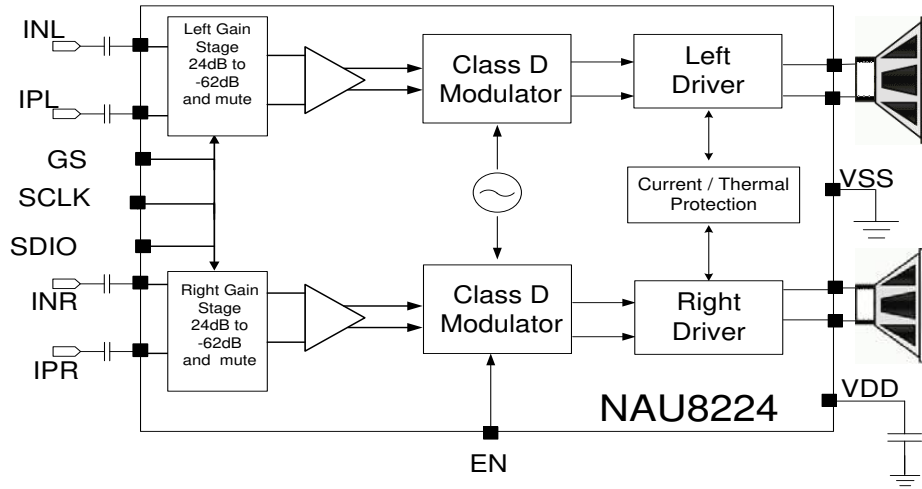 INL
Left Gain
Stage
24dB to
-62dB
and mute
Class D
Modulator
Left
Driver
IPL
GS
SCLK
SDIO
Current / Thermal
Protection
VSS
INR
Right Gain
Stage
24dB to
-62dB
and mute
Class D
Modulator
Right
Driver
IPR
VDD
NAU8224
EN